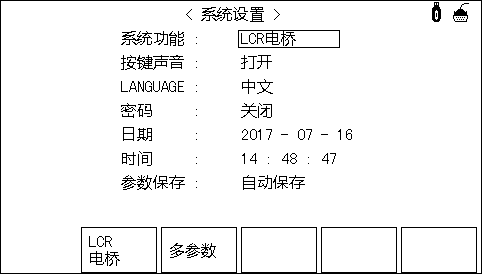 < 系统设置 >
系统功能 : LCR电桥
按键声音 : 打开
LANGUAGE : 中文
密码 : 关闭
日期 : 2017 - 07 - 16
时间 : 14 : 48 : 47
参数保存 : 自动保存
LCR
电桥
多参数